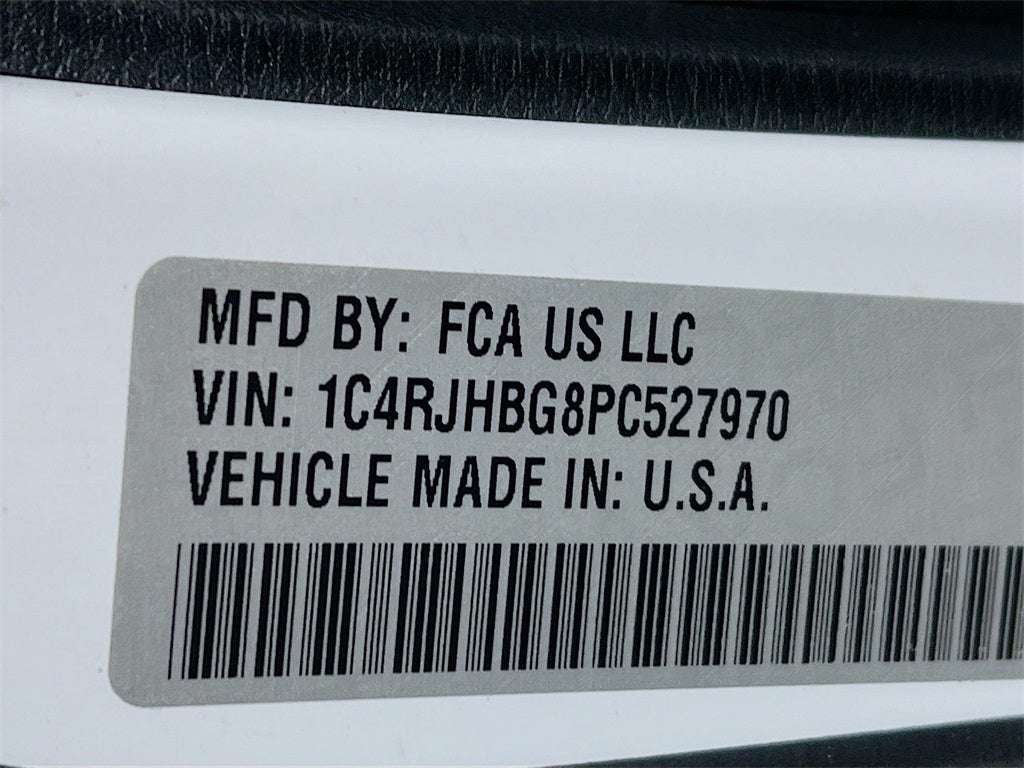 MFD BY: FCA US LLC
VIN: 1C4RJHBG8PC527970
VEHICLE MADE IN: U.S.A.